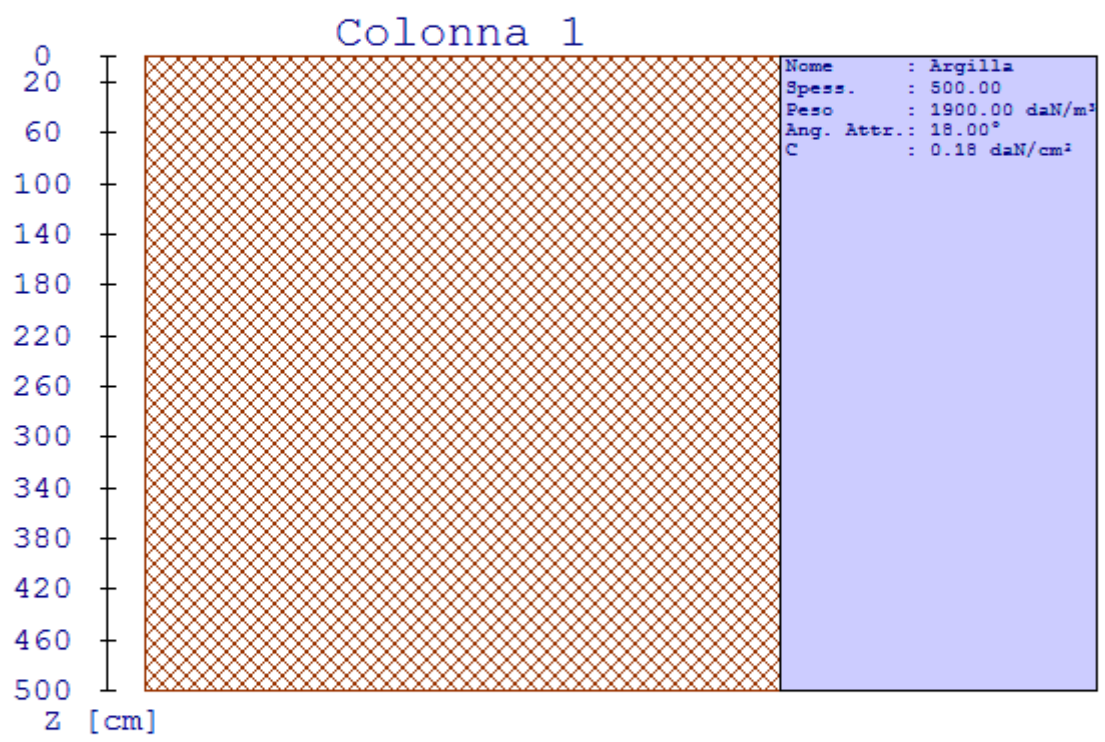 Colonna 1
0
20
60
100
140
180
220
260
300
340
380
420
460
500
Z [cm]
Nome : Argilla
Spess. : 500.00
Peso : 1900.00 daN/m³
Ang. Attr.: 18.00°
C : 0.18 daN/cm²